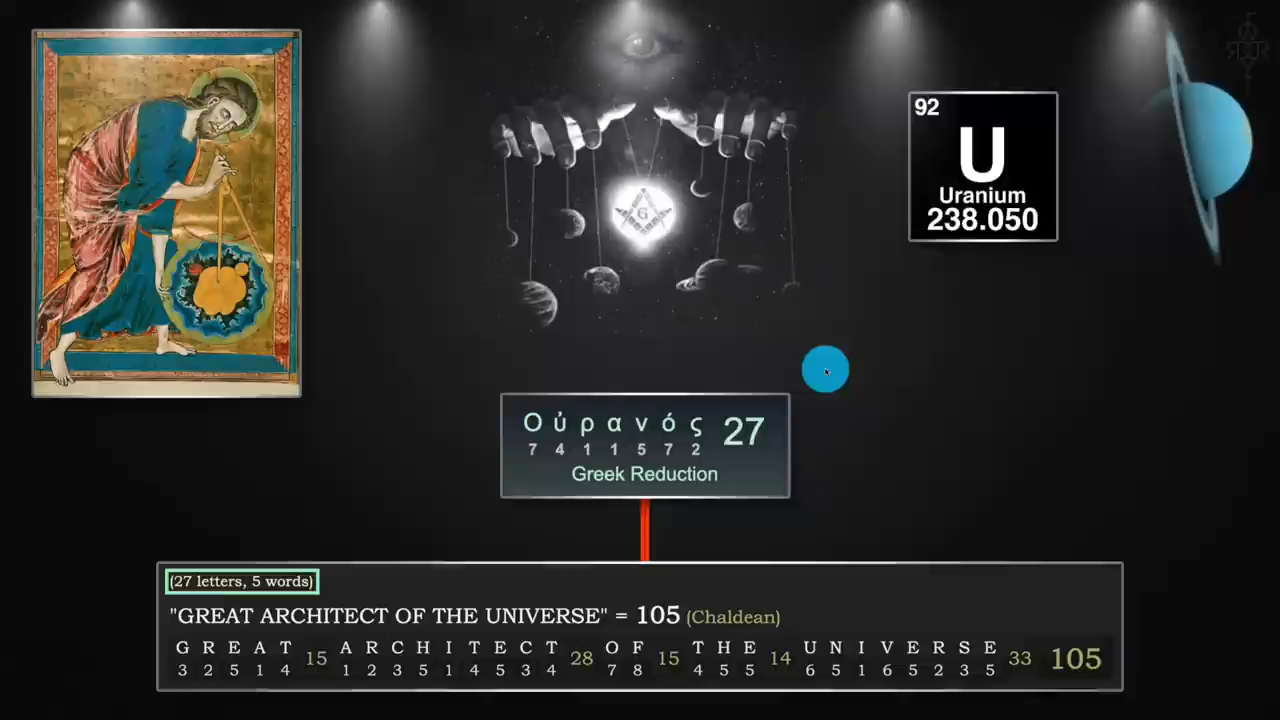 92
U
Uranium
238.050
G
Ο ὐ ρ α ν ό ς 27
7 4 1 1 5 7 2
Greek Reduction
(27 letters, 5 words)
"GREAT ARCHITECT OF THE UNIVERSE" = 105 (Chaldean)
G R E A T 15 A R C H I T E C T 28 O F 15 T H E 14 U N I V E R S E 33 105
3 2 5 1 4 1 2 3 5 1 4 5 3 4 7 8 4 5 5 6 5 1 6 5 2 3 5